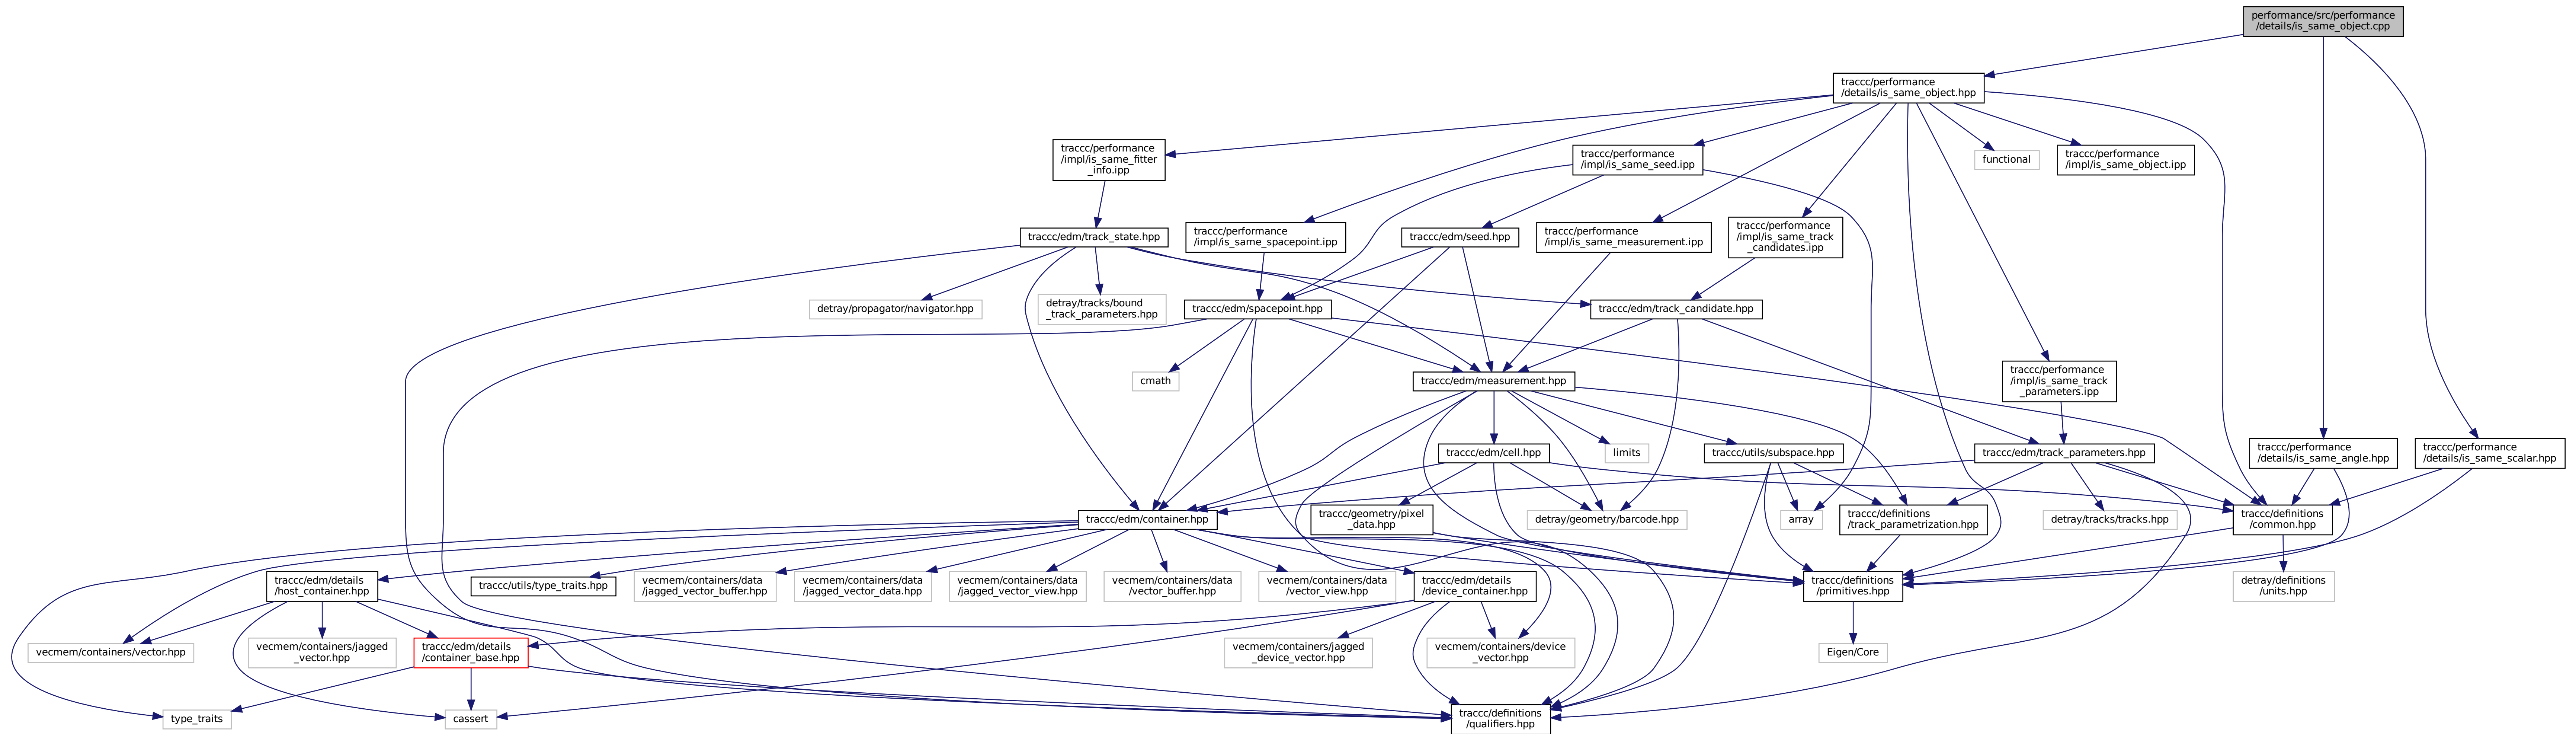 performance/src/performance
/details/is_same_object.cpp
traccc/performance
/details/is_same_object.hpp
traccc/performance
/impl/is_same_fitter
_info.ipp
traccc/performance
/impl/is_same_seed.ipp
functional
traccc/performance
/impl/is_same_object.ipp
traccc/edm/track_state.hpp
traccc/performance
/impl/is_same_spacepoint.ipp
traccc/edm/seed.hpp
traccc/performance
/impl/is_same_measurement.ipp
traccc/performance
/impl/is_same_track
_candidates.ipp
detray/propagator/navigator.hpp
detray/tracks/bound
_track_parameters.hpp
traccc/edm/spacepoint.hpp
traccc/edm/track_candidate.hpp
cmath
traccc/edm/measurement.hpp
traccc/performance
/impl/is_same_track
_parameters.ipp
traccc/edm/cell.hpp
limits
traccc/utils/subspace.hpp
traccc/edm/track_parameters.hpp
traccc/performance
/details/is_same_angle.hpp
traccc/performance
/details/is_same_scalar.hpp
traccc/edm/container.hpp
traccc/geometry/pixel
_data.hpp
detray/geometry/barcode.hpp
array
traccc/definitions
/track_parametrization.hpp
detray/tracks/tracks.hpp
traccc/definitions
/common.hpp
traccc/edm/details
/host_container.hpp
traccc/utils/type_traits.hpp
vecmem/containers/data
/jagged_vector_buffer.hpp
vecmem/containers/data
/jagged_vector_data.hpp
vecmem/containers/data
/jagged_vector_view.hpp
vecmem/containers/data
/vector_buffer.hpp
vecmem/containers/data
/vector_view.hpp
traccc/edm/details
/device_container.hpp
traccc/definitions
/primitives.hpp
detray/definitions
/units.hpp
vecmem/containers/vector.hpp
vecmem/containers/jagged
_vector.hpp
traccc/edm/details
/container_base.hpp
vecmem/containers/jagged
_device_vector.hpp
vecmem/containers/device
_vector.hpp
Eigen/Core
type_traits
cassert
traccc/definitions
/qualifiers.hpp